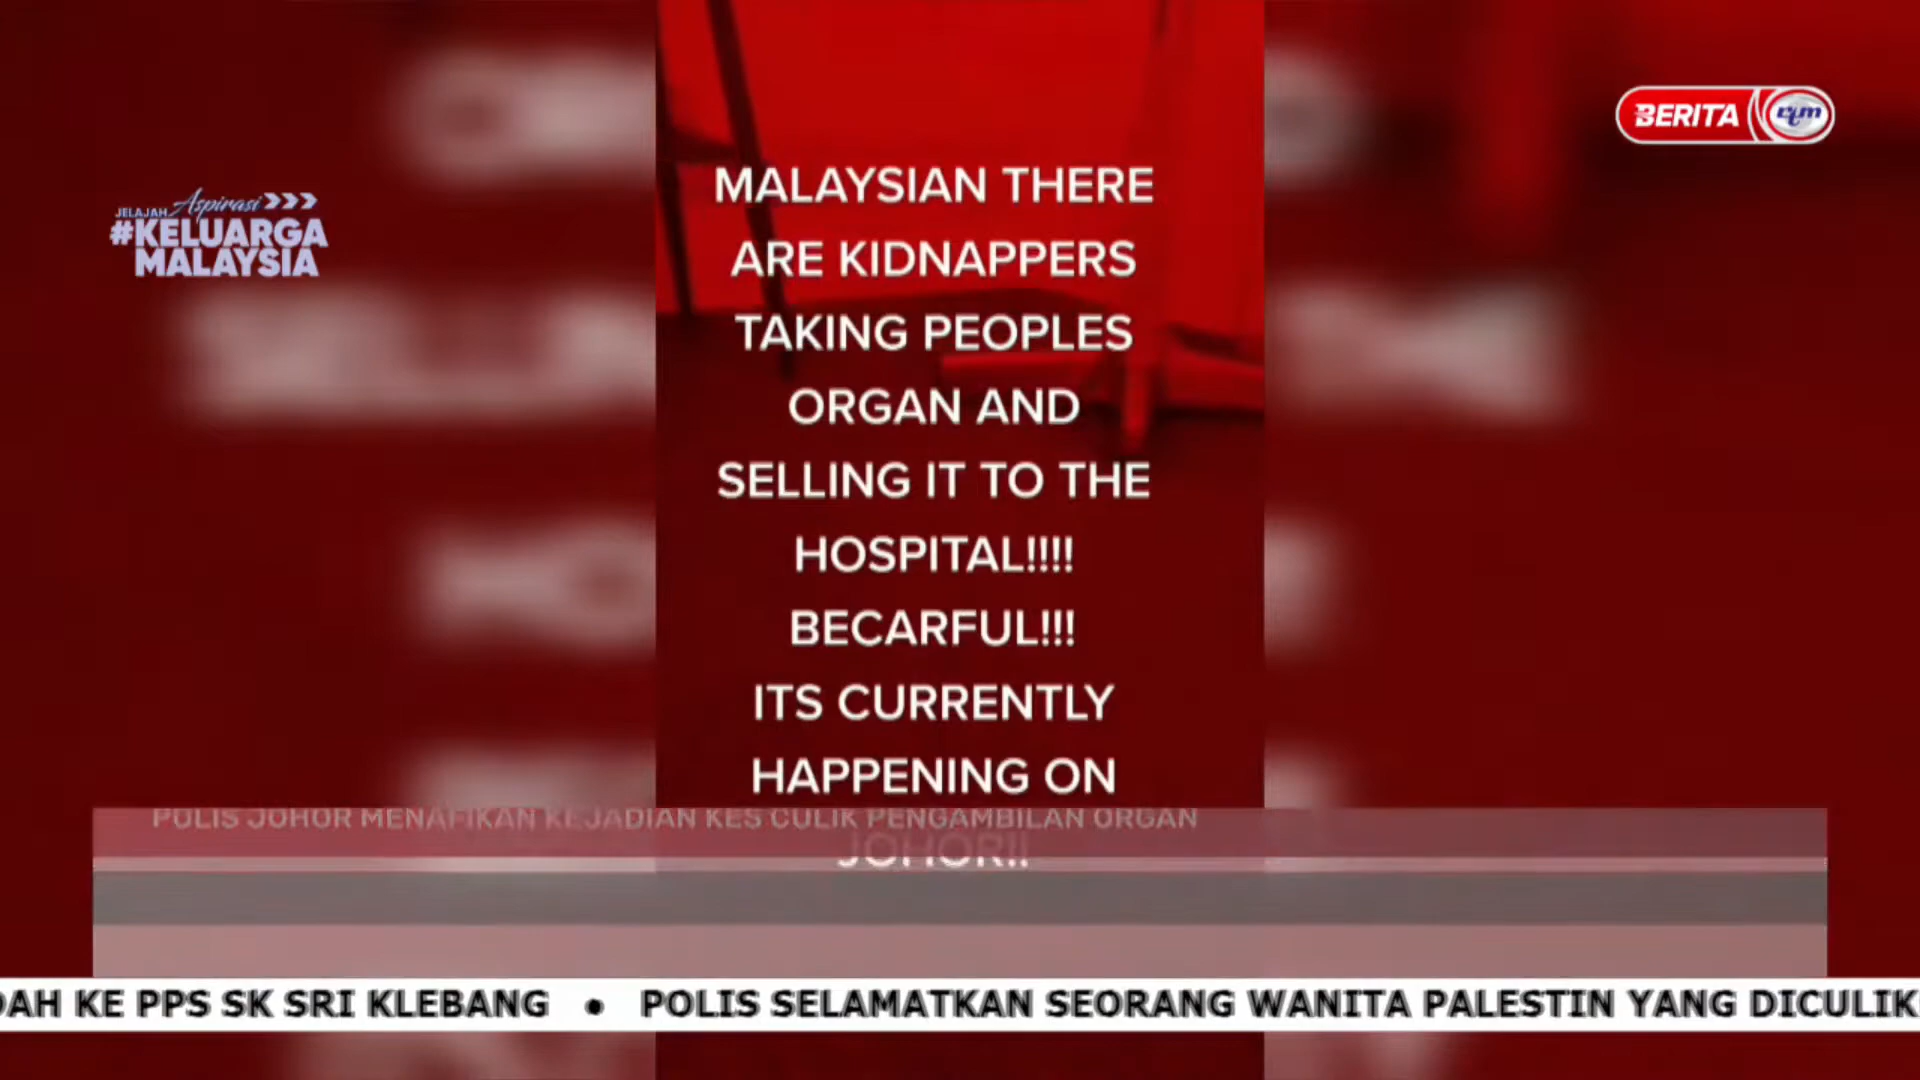 BERITA rtm
MALAYSIAN THERE
ARE KIDNAPPERS
TAKING PEOPLES
ORGAN AND
SELLING IT TO THE
HOSPITAL!!!!
BECARFUL!!!
ITS CURRENTLY
HAPPENING ON
JOHOR!!
JELAJAH Aspirasi
#KELUARGA
MALAYSIA
POLIS JOHOR MENAFIKAN KEJADIAN KES CULIK PENGAMBILAN ORGAN
DAH KE PPS SK SRI KLEBANG • POLIS SELAMATKAN SEORANG WANITA PALESTIN YANG DICULIK